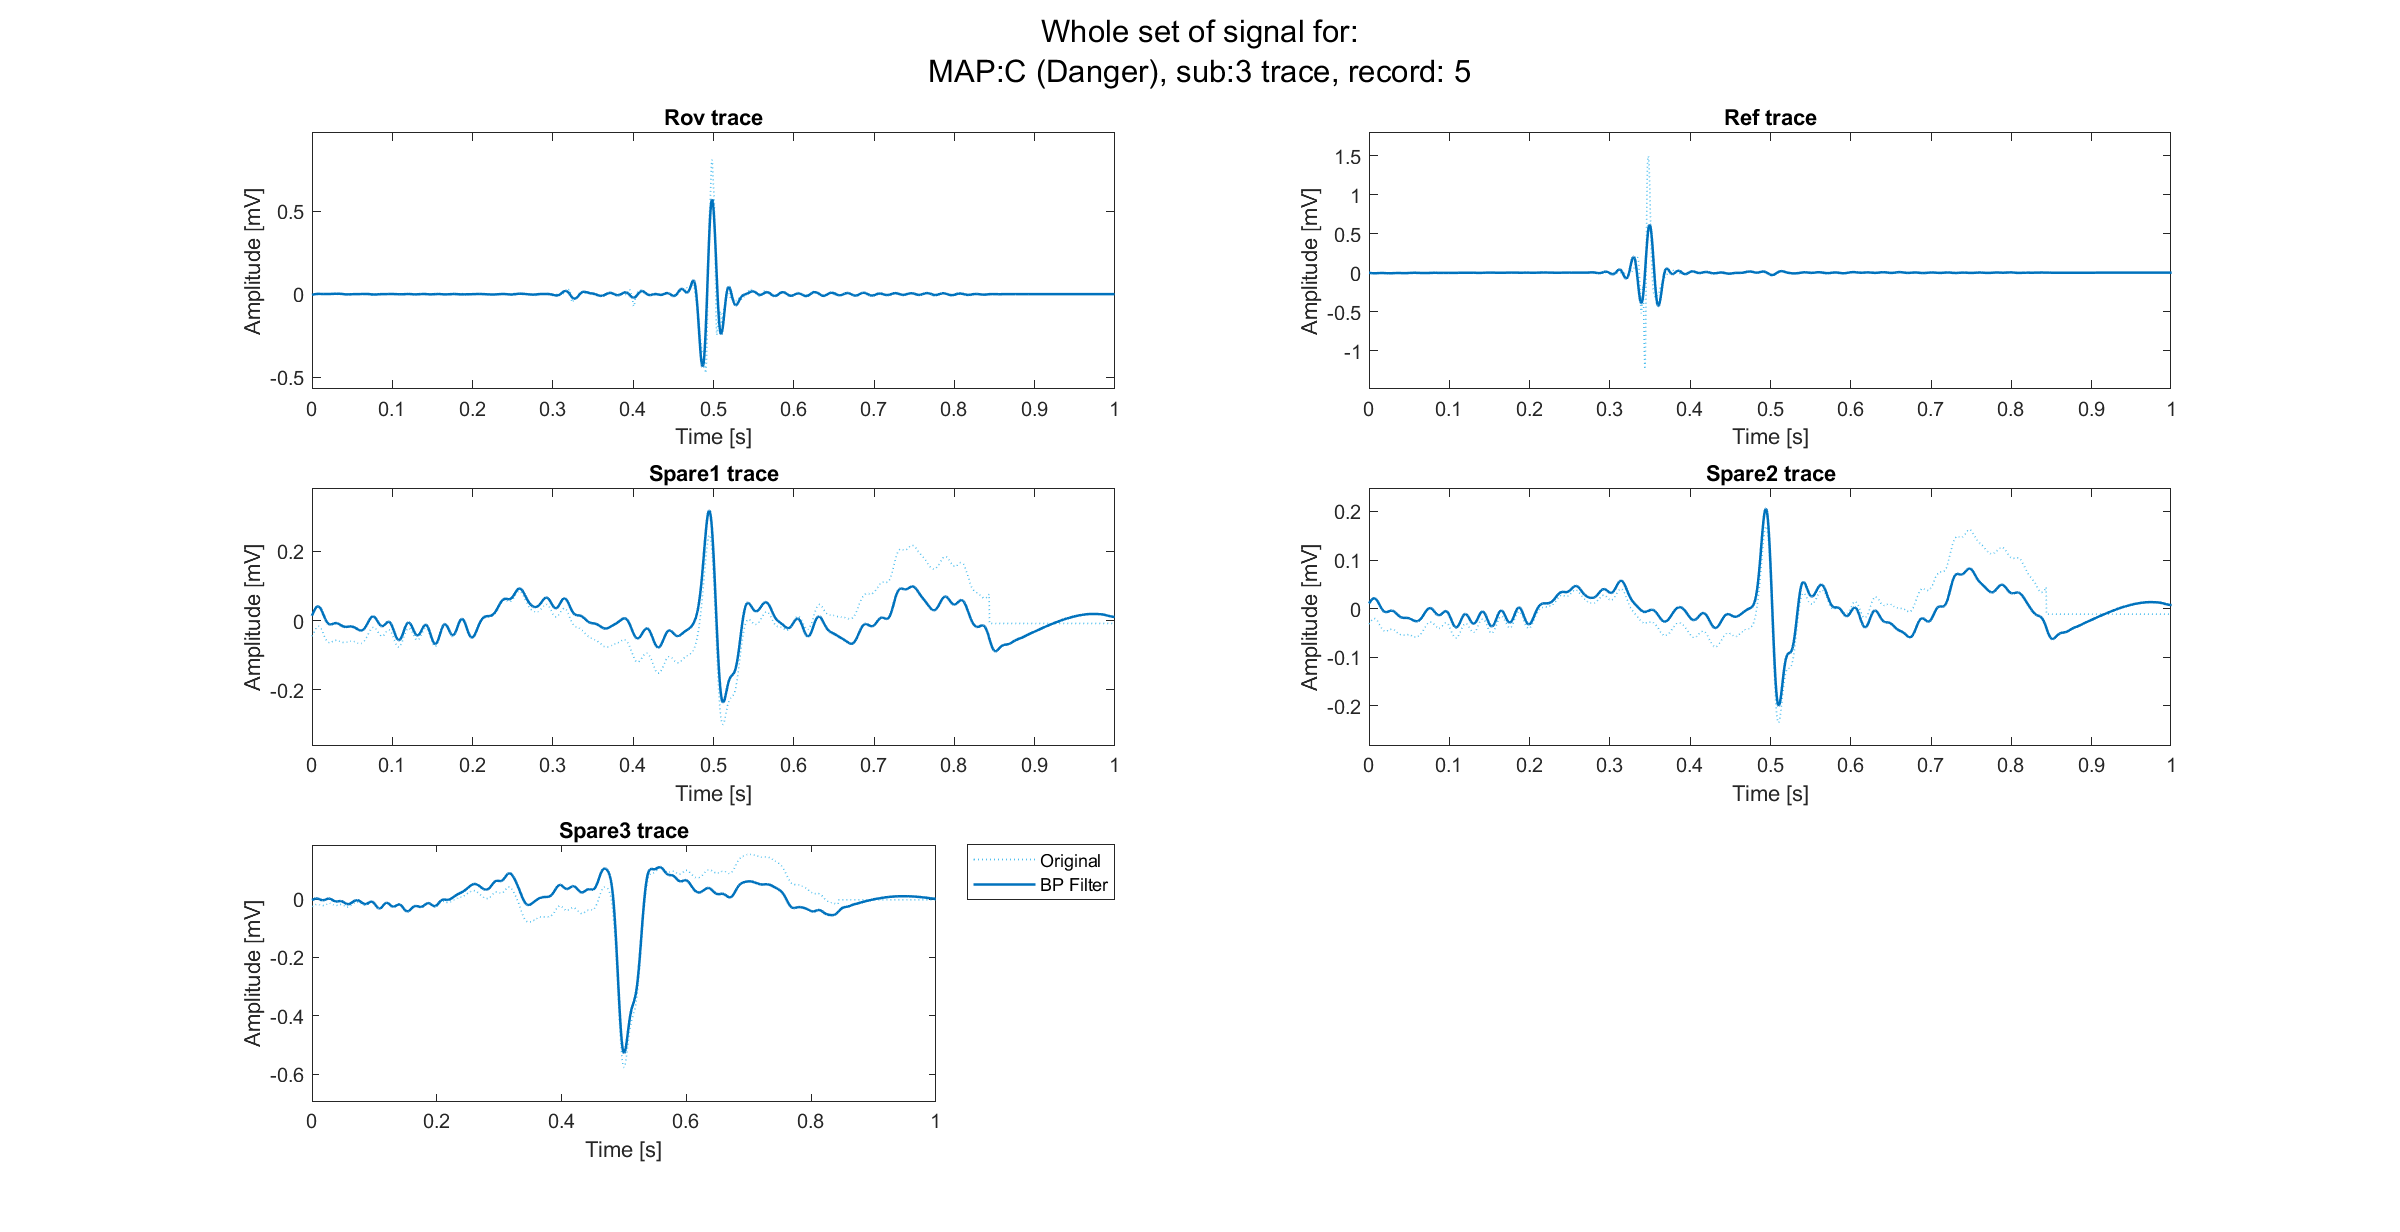 Whole set of signal for:
MAP:C (Danger), sub:3 trace, record: 5
Rov trace
Amplitude [mV]
0.5
0
-0.5
0 0.1 0.2 0.3 0.4 0.5 0.6 0.7 0.8 0.9 1
Time [s]
Ref trace
Amplitude [mV]
1.5
1
0.5
0
-0.5
-1
0 0.1 0.2 0.3 0.4 0.5 0.6 0.7 0.8 0.9 1
Time [s]
Spare1 trace
Amplitude [mV]
0.2
0
-0.2
0 0.1 0.2 0.3 0.4 0.5 0.6 0.7 0.8 0.9 1
Time [s]
Spare2 trace
Amplitude [mV]
0.2
0.1
0
-0.1
-0.2
0 0.1 0.2 0.3 0.4 0.5 0.6 0.7 0.8 0.9 1
Time [s]
Spare3 trace
Amplitude [mV]
0
-0.2
-0.4
-0.6
0 0.2 0.4 0.6 0.8 1
Time [s]
Original
BP Filter